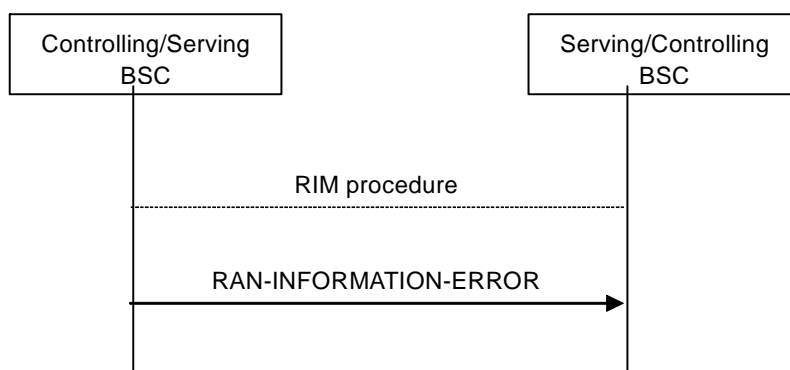 Controlling/Serving
BSC
Serving/Controlling
BSC
RIM procedure
RAN-INFORMATION-ERROR